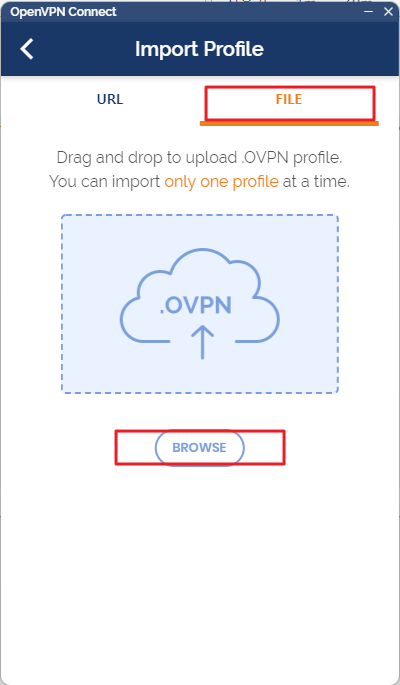 OpenVPN Connect
Import Profile
URL
FILE
Drag and drop to upload .OVPN profile.
You can import only one profile at a time.
.OVPN
BROWSE